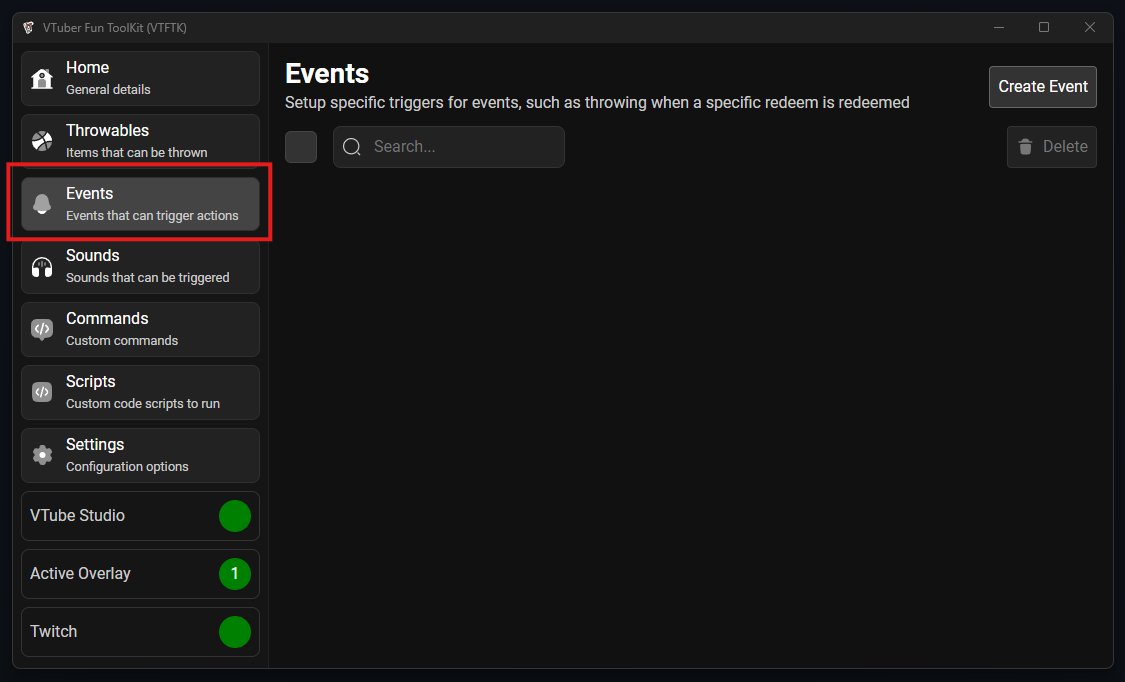 VTuber Fun ToolKit (VTFTK)
Home
General details
Throwables
Items that can be thrown
Events
Events that can trigger actions
Sounds
Sounds that can be triggered
Commands
Custom commands
Scripts
Custom code scripts to run
Settings
Configuration options
VTube Studio
Active Overlay 1
Twitch
Events
Setup specific triggers for events, such as throwing when a specific redeem is redeemed
Create Event
Search...
Delete